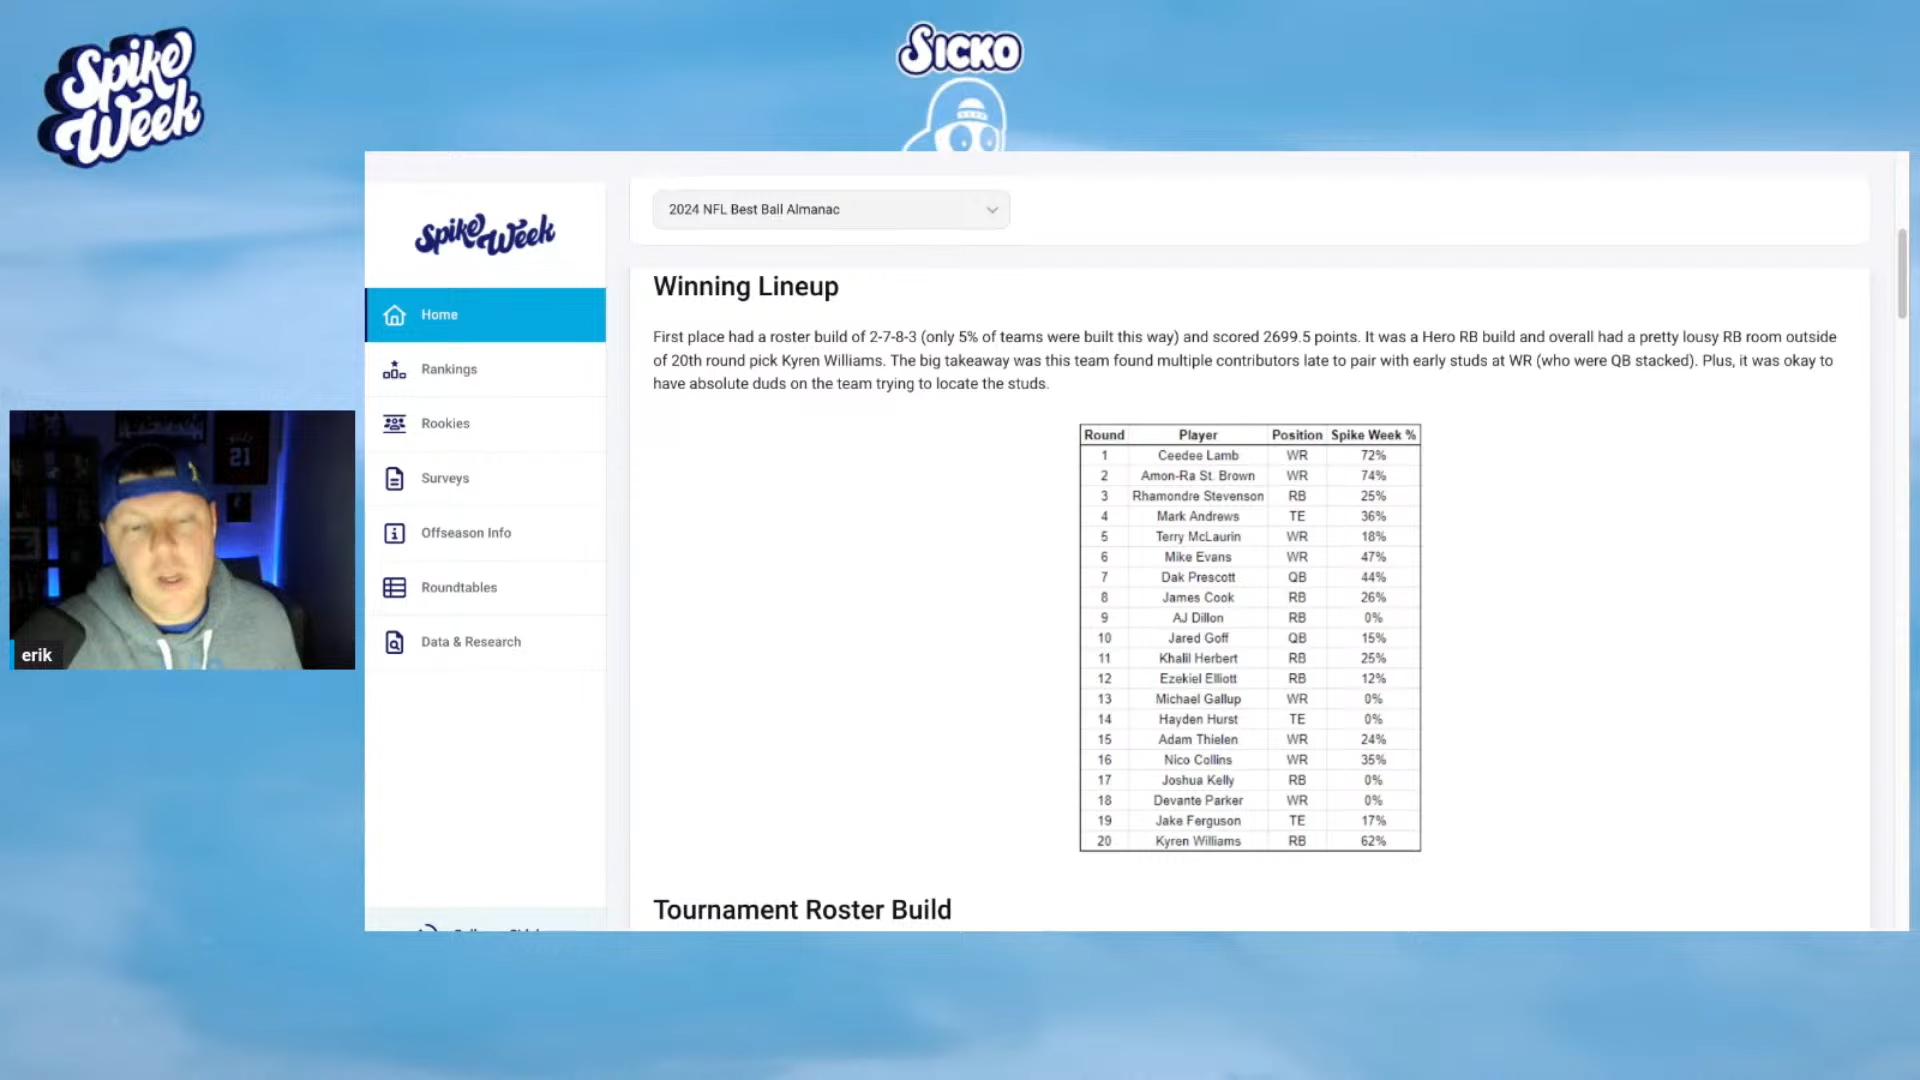 Spike
Week
SICKO
Spike Week
Home
Rankings
Rookies
Surveys
Offseason Info
Roundtables
Data & Research
2024 NFL Best Ball Almanac
Winning Lineup
First place had a roster build of 2-7-8-3 (only 5% of teams were built this way) and scored 2699.5 points. It was a Hero RB build and overall had a pretty lousy RB room outside
of 20th round pick Kyren Williams. The big takeaway was this team found multiple contributors late to pair with early studs at WR (who were QB stacked). Plus, it was okay to
have absolute duds on the team trying to locate the studs.
Round Player Position Spike Week %
1 Ceedee Lamb WR 72%
2 Amon-Ra St. Brown WR 74%
3 Rhamondre Stevenson RB 25%
4 Mark Andrews TE 36%
5 Terry McLaurin WR 18%
6 Mike Evans WR 47%
7 Dak Prescott QB 44%
8 James Cook RB 26%
9 AJ Dillon RB 0%
10 Jared Goff QB 15%
11 Khalil Herbert RB 25%
12 Ezekiel Elliott RB 12%
13 Michael Gallup WR 0%
14 Hayden Hurst TE 0%
15 Adam Thielen WR 24%
16 Nico Collins WR 35%
17 Joshua Kelly RB 0%
18 Devante Parker WR 0%
19 Jake Ferguson TE 17%
20 Kyren Williams RB 62%
Tournament Roster Build
21
erik